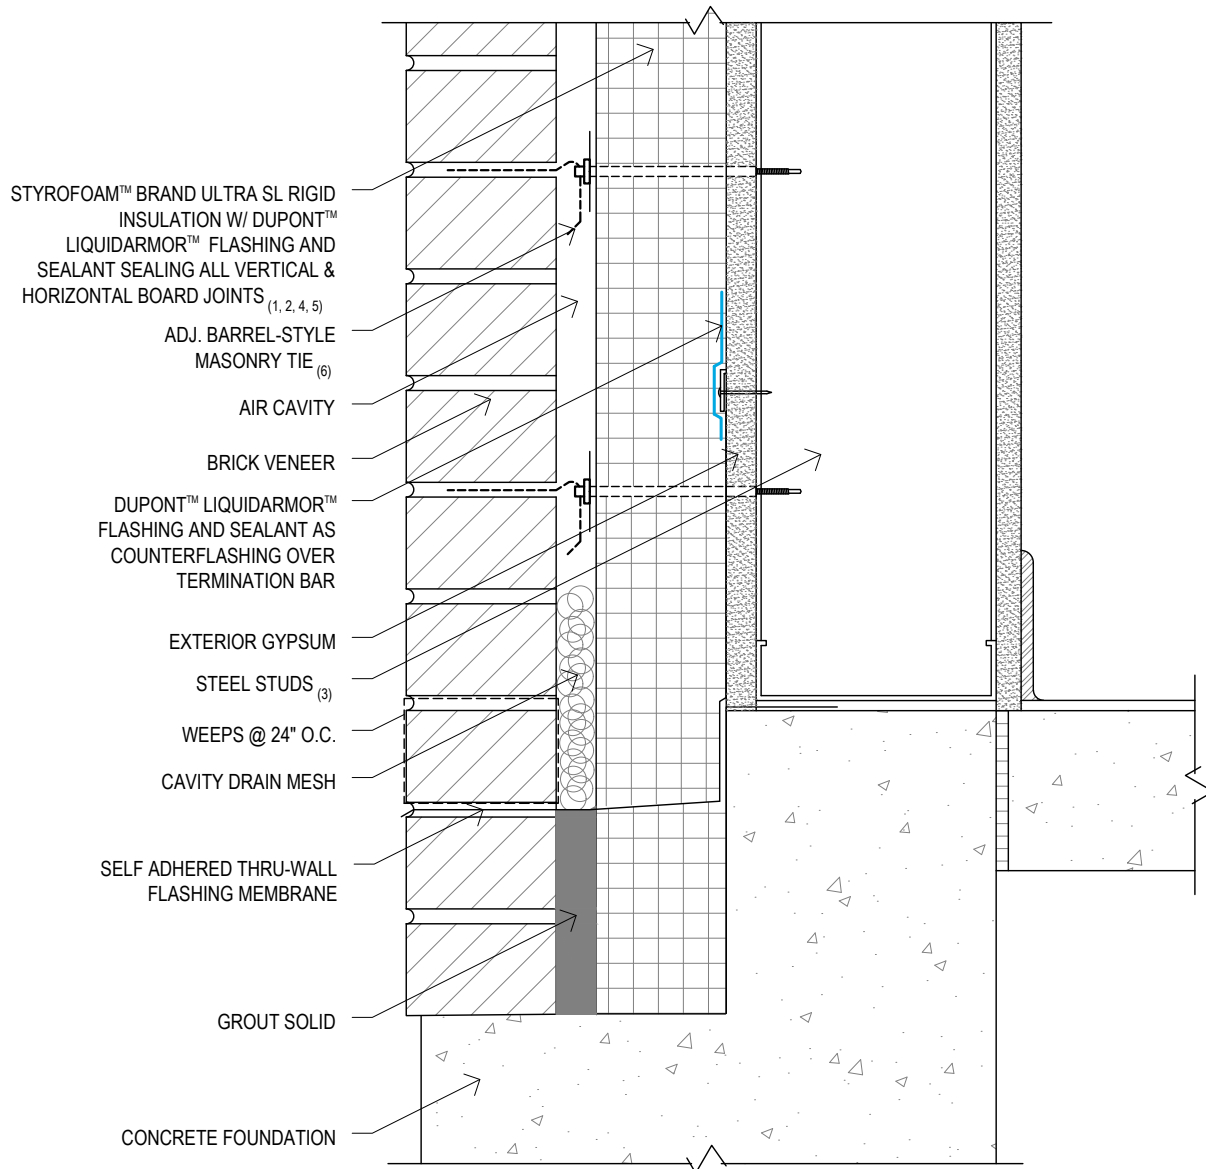 STYROFOAM™ BRAND ULTRA SL RIGID
INSULATION W/ DUPONT™
LIQUIDARMOR™ FLASHING AND
SEALANT SEALING ALL VERTICAL &
HORIZONTAL BOARD JOINTS (1, 2, 4, 5)
ADJ. BARREL-STYLE
MASONRY TIE (6)
AIR CAVITY
BRICK VENEER
DUPONT™ LIQUIDARMOR™
FLASHING AND SEALANT AS
COUNTERFLASHING OVER
TERMINATION BAR
EXTERIOR GYPSUM
STEEL STUDS (3)
WEEPS @ 24" O.C.
CAVITY DRAIN MESH
SELF ADHERED THRU-WALL
FLASHING MEMBRANE
GROUT SOLID
CONCRETE FOUNDATION